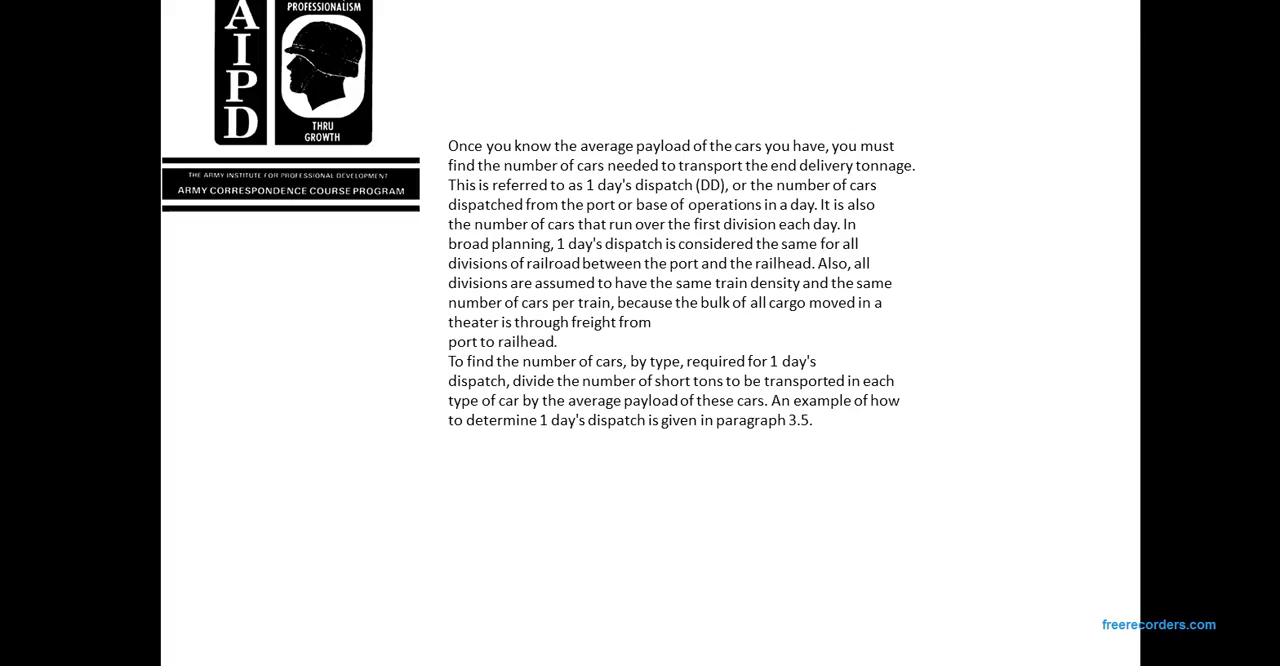 A
I
P
D
PROFESSIONALISM
THRU
GROWTH
THE ARMY INSTITUTE FOR PROFESSIONAL DEVELOPMENT
ARMY CORRESPONDENCE COURSE PROGRAM
Once you know the average payload of the cars you have, you must
find the number of cars needed to transport the end delivery tonnage.
This is referred to as 1 day's dispatch (DD), or the number of cars
dispatched from the port or base of operations in a day. It is also
the number of cars that run over the first division each day. In
broad planning, 1 day's dispatch is considered the same for all
divisions of railroad between the port and the railhead. Also, all
divisions are assumed to have the same train density and the same
number of cars per train, because the bulk of all cargo moved in a
theater is through freight from
port to railhead.
To find the number of cars, by type, required for 1 day's
dispatch, divide the number of short tons to be transported in each
type of car by the average payload of these cars. An example of how
to determine 1 day's dispatch is given in paragraph 3.5.
freerecorders.com